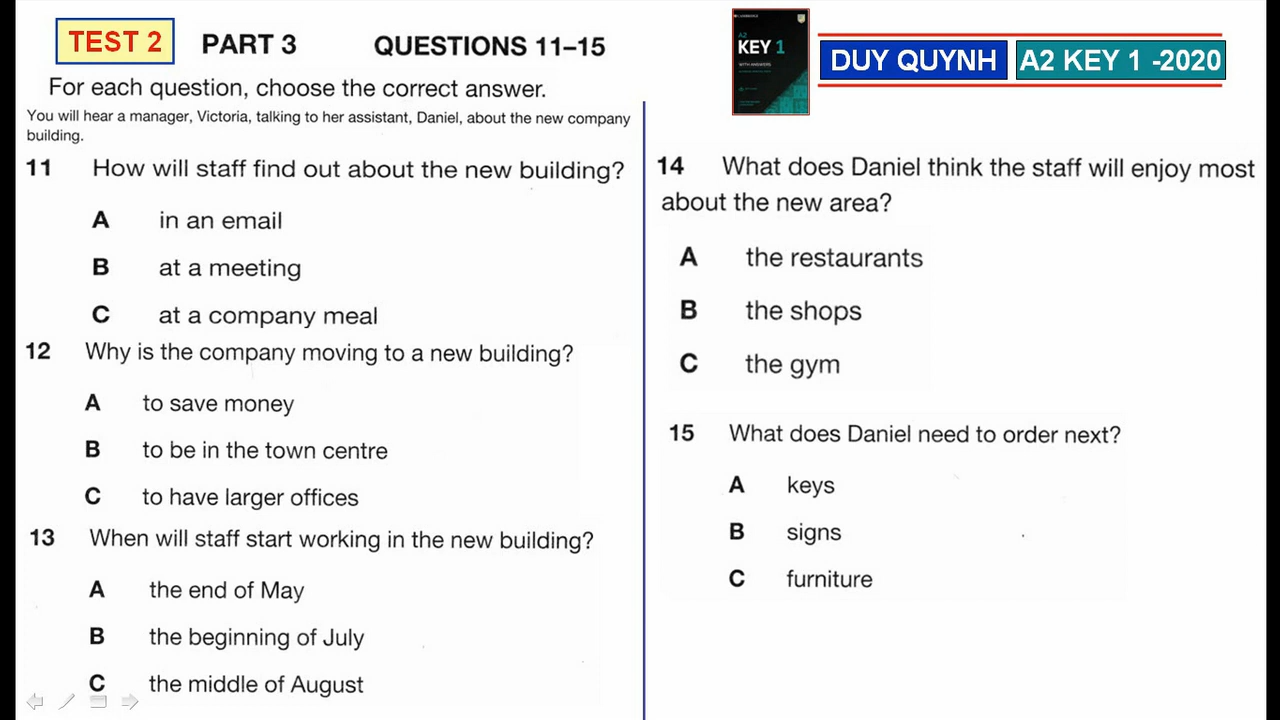 TEST 2 PART 3 QUESTIONS 11–15
A2
KEY 1
WITH ANSWERS
DUY QUYNH A2 KEY 1 -2020
For each question, choose the correct answer.
You will hear a manager, Victoria, talking to her assistant, Daniel, about the new company
building.
11 How will staff find out about the new building?
A in an email
B at a meeting
C at a company meal
12 Why is the company moving to a new building?
A to save money
B to be in the town centre
C to have larger offices
13 When will staff start working in the new building?
A the end of May
B the beginning of July
C the middle of August
14 What does Daniel think the staff will enjoy most
about the new area?
A the restaurants
B the shops
C the gym
15 What does Daniel need to order next?
A keys
B signs
C furniture